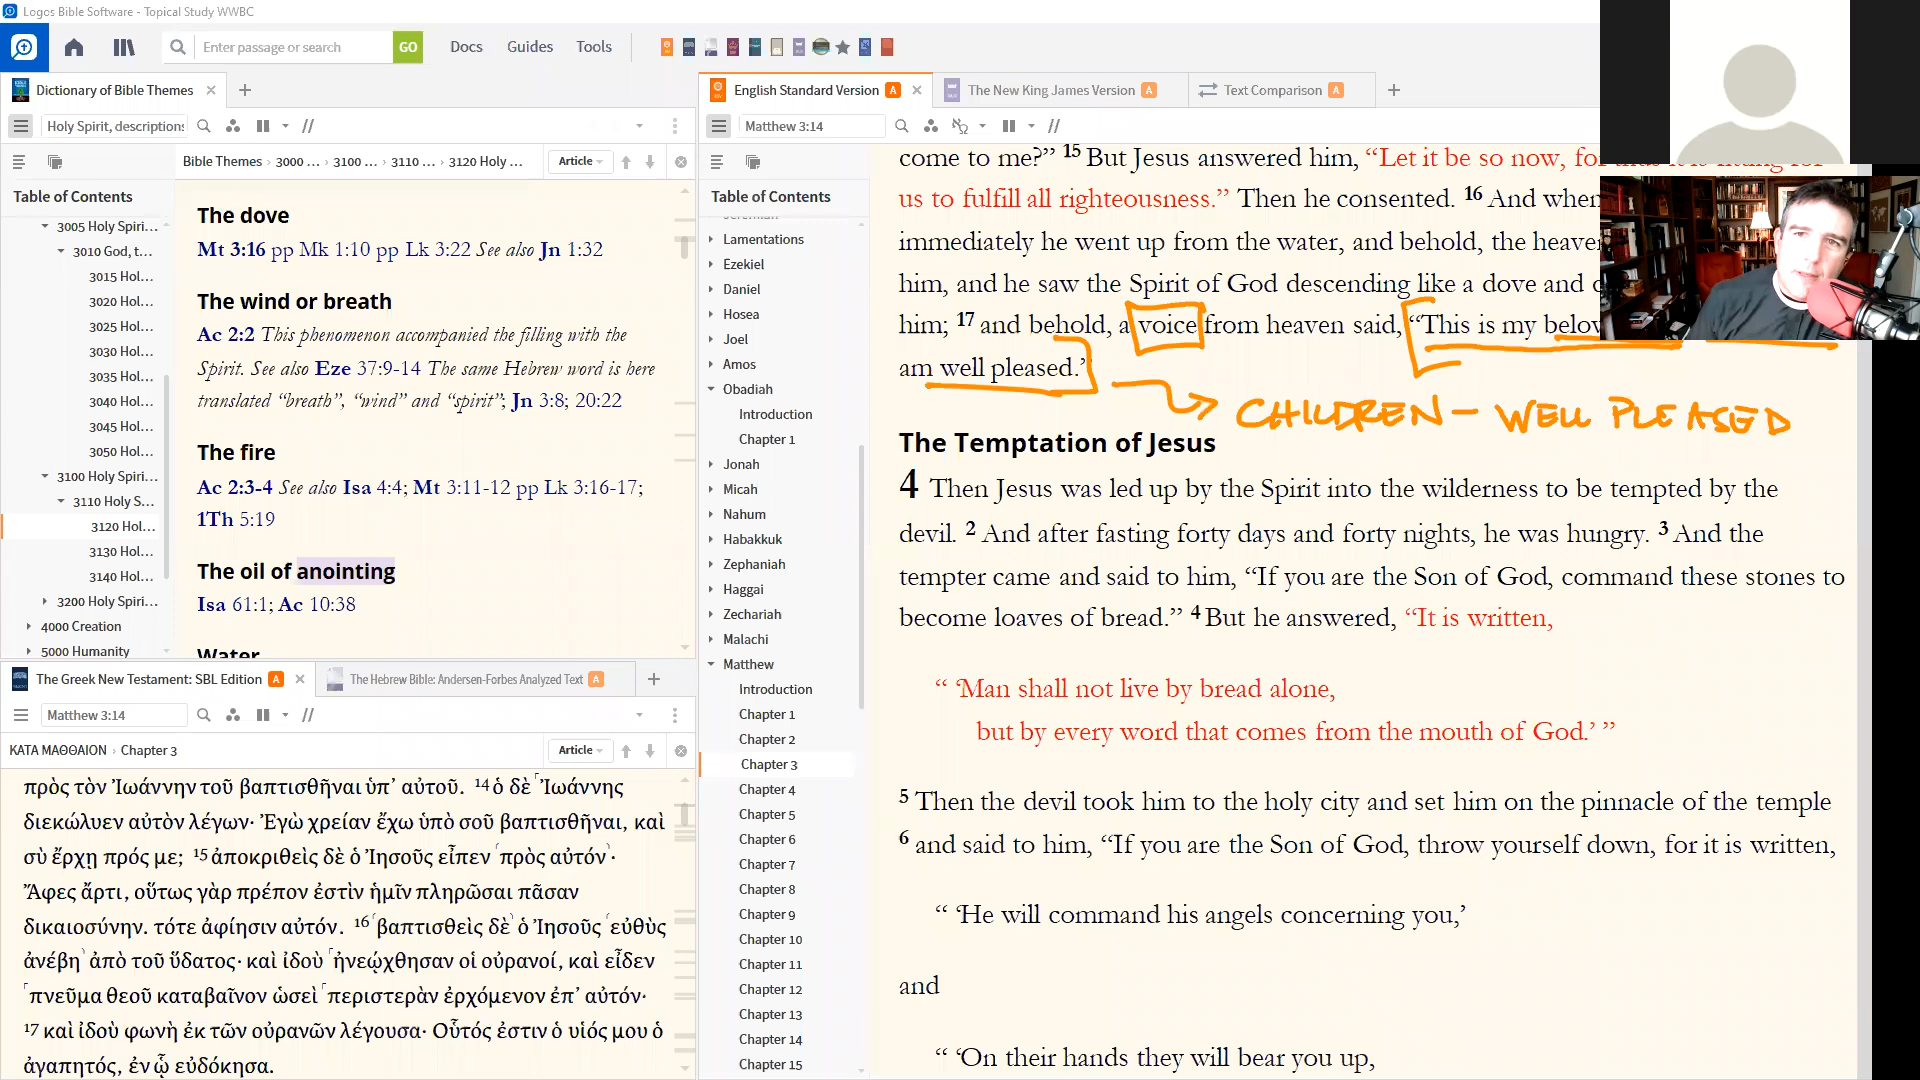 Logos Bible Software - Topical Study WWBC
Enter passage or search
GO
Docs
Guides
Tools
Dictionary of Bible Themes
Holy Spirit, descriptions
Bible Themes › 3000 ... › 3100 ... › 3110 ... › 3120 Holy ...
Article
Table of Contents
3005 Holy Spiri...
3010 God, t...
3015 Hol...
3020 Hol...
3025 Hol...
3030 Hol...
3035 Hol...
3040 Hol...
3045 Hol...
3050 Hol...
3100 Holy Spiri...
3110 Holy S...
3120 Hol...
3130 Hol...
3140 Hol...
3200 Holy Spiri...
4000 Creation
5000 Humanity
The dove
Mt 3:16 pp Mk 1:10 pp Lk 3:22 See also Jn 1:32
The wind or breath
Ac 2:2 This phenomenon accompanied the filling with the
Spirit. See also Eze 37:9-14 The same Hebrew word is here
translated “breath”, “wind” and “spirit”; Jn 3:8; 20:22
The fire
Ac 2:3-4 See also Isa 4:4; Mt 3:11-12 pp Lk 3:16-17;
1Th 5:19
The oil of anointing
Isa 61:1; Ac 10:38
Water
The Greek New Testament: SBL Edition A
The Hebrew Bible: Andersen-Forbes Analyzed Text A
Matthew 3:14
ΚΑΤΑ ΜΑΘΘΑΙΟΝ › Chapter 3
Article
πρὸς τὸν Ἰωάννην τοῦ βαπτισθῆναι ὑπ’ αὐτοῦ. 14 ὁ δὲ ⸀Ἰωάννης
διεκώλυεν αὐτὸν λέγων· Ἐγὼ χρείαν ἔχω ὑπὸ σοῦ βαπτισθῆναι, καὶ
σὺ ἔρχῃ πρός με; 15 ἀποκριθεὶς δὲ ὁ Ἰησοῦς εἶπεν ⸂πρὸς αὐτόν⸃·
Ἄφες ἄρτι, οὕτως γὰρ πρέπον ἐστὶν ἡμῖν πληρῶσαι πᾶσαν
δικαιοσύνην. τότε ἀφίησιν αὐτόν. 16 ⸂βαπτισθεὶς δὲ⸃ ὁ Ἰησοῦς ⸂εὐθὺς
ἀνέβη⸃ ἀπὸ τοῦ ὕδατος· καὶ ἰδοὺ ⸀ἠνεῴχθησαν οἱ οὐρανοί, καὶ εἶδεν
⸀πνεῦμα θεοῦ καταβαῖνον ὡσεὶ ⸀περιστερὰν ἐρχόμενον ἐπ’ αὐτόν·
17 καὶ ἰδοὺ φωνὴ ἐκ τῶν οὐρανῶν λέγουσα· Οὗτός ἐστιν ὁ υἱός μου ὁ
ἀγαπητός, ἐν ᾧ εὐδόκησα.
English Standard Version A
The New King James Version A
Text Comparison A
Matthew 3:14
Table of Contents
Jeremiah
Lamentations
Ezekiel
Daniel
Hosea
Joel
Amos
Obadiah
Introduction
Chapter 1
Jonah
Micah
Nahum
Habakkuk
Zephaniah
Haggai
Zechariah
Malachi
Matthew
Introduction
Chapter 1
Chapter 2
Chapter 3
Chapter 4
Chapter 5
Chapter 6
Chapter 7
Chapter 8
Chapter 9
Chapter 10
Chapter 11
Chapter 12
Chapter 13
Chapter 14
Chapter 15
come to me?” 15 But Jesus answered him, “Let it be so now, for thus it is fitting for
us to fulfill all righteousness.” Then he consented. 16 And when
immediately he went up from the water, and behold, the heave
him, and he saw the Spirit of God descending like a dove and
him; 17 and behold, a voice from heaven said, “This is my belov
am well pleased.”
CHILDREN – WELL PLEASED
The Temptation of Jesus
4 Then Jesus was led up by the Spirit into the wilderness to be tempted by the
devil. 2 And after fasting forty days and forty nights, he was hungry. 3 And the
tempter came and said to him, “If you are the Son of God, command these stones to
become loaves of bread.” 4 But he answered, “It is written,
“ ‘Man shall not live by bread alone,
but by every word that comes from the mouth of God.’ ”
5 Then the devil took him to the holy city and set him on the pinnacle of the temple
6 and said to him, “If you are the Son of God, throw yourself down, for it is written,
“ ‘He will command his angels concerning you,’
and
“ ‘On their hands they will bear you up,